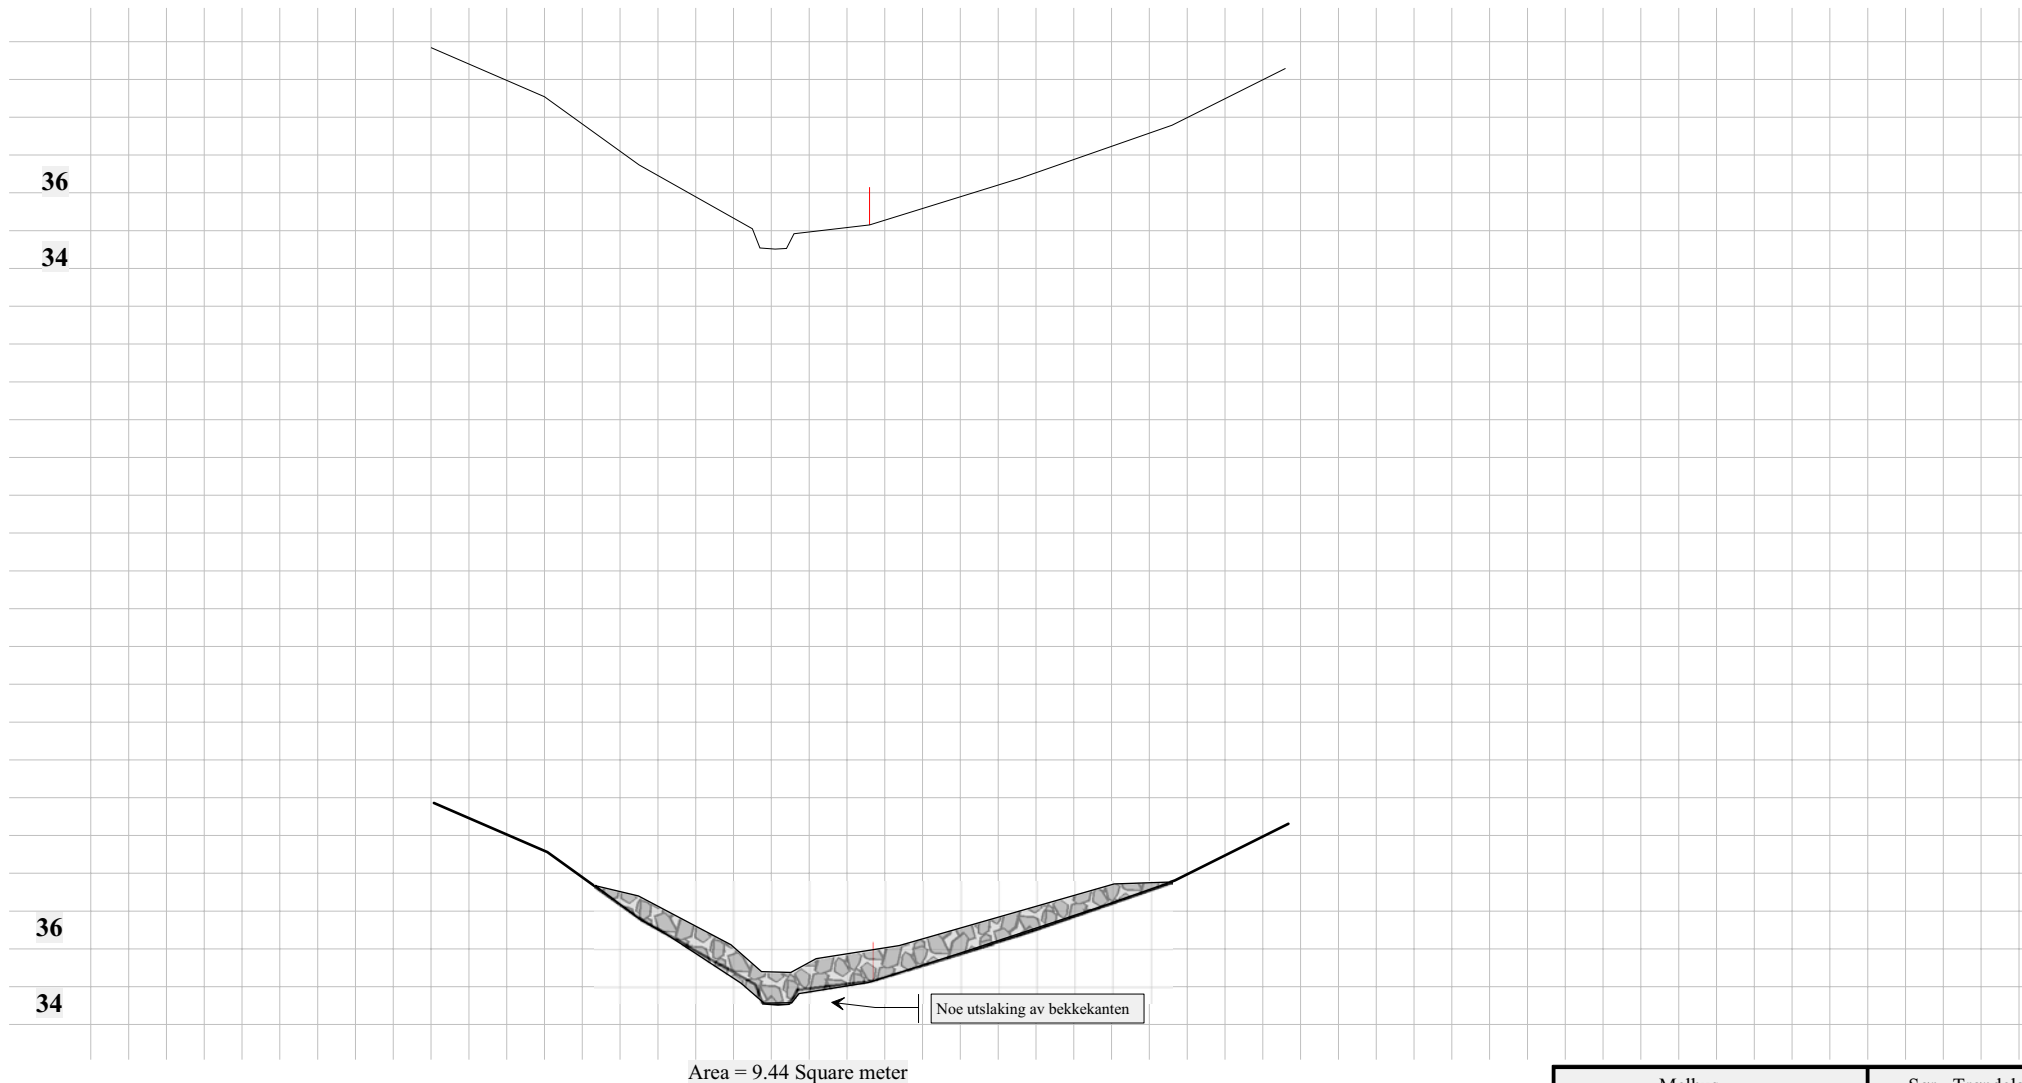 36
34
36
34
Noe utslaking av bekkekanten
Area = 9.44 Square meter